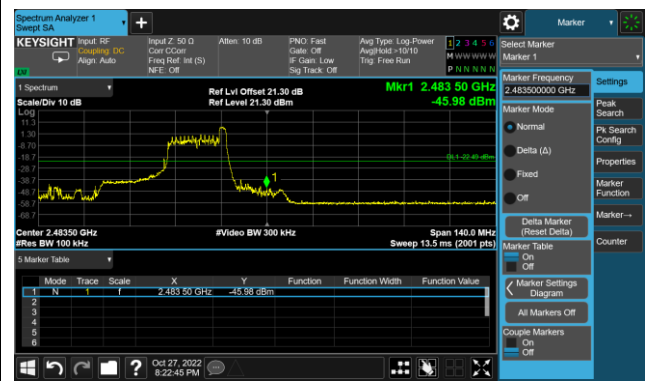 Spectrum Analyzer 1
Swept SA
+
Marker
KEYSIGHT
Input: RF
Coupling: DC
Align: Auto
Input Z: 50 Ω
Corr CCorr
Freq Ref: Int (S)
NFE: Off
Atten: 10 dB
PNO: Fast
Gate: Off
IF Gain: Low
Sig Track: Off
Avg Type: Log-Power
Avg|Hold:>10/10
Trig: Free Run
1 2 3 4 5 6
M W W W W W
P N N N N N
Select Marker
Marker 1
1 Spectrum
Scale/Div 10 dB
Log
Ref Lvl Offset 21.30 dB
Ref Level 21.30 dBm
Mkr1 2.483 50 GHz
-45.98 dBm
11.3
1.30
-8.70
-18.7
-28.7
-38.7
-48.7
-58.7
-68.7
DL1 -22.49 dBm
1
Center 2.48350 GHz
#Res BW 100 kHz
#Video BW 300 kHz
Span 140.0 MHz
Sweep 13.5 ms (2001 pts)
5 Marker Table
Mode Trace Scale X Y Function Function Width Function Value
1 N 1 f 2.483 50 GHz -45.98 dBm
2
3
4
5
6
Marker Frequency
2.483500000 GHz
Marker Mode
Normal
Delta (Δ)
Fixed
Off
Delta Marker
(Reset Delta)
Marker Table
On
Off
Marker Settings
Diagram
All Markers Off
Couple Markers
On
Off
Settings
Peak
Search
Pk Search
Config
Properties
Marker
Function
Marker→
Counter
?
Oct 27, 2022
8:22:45 PM